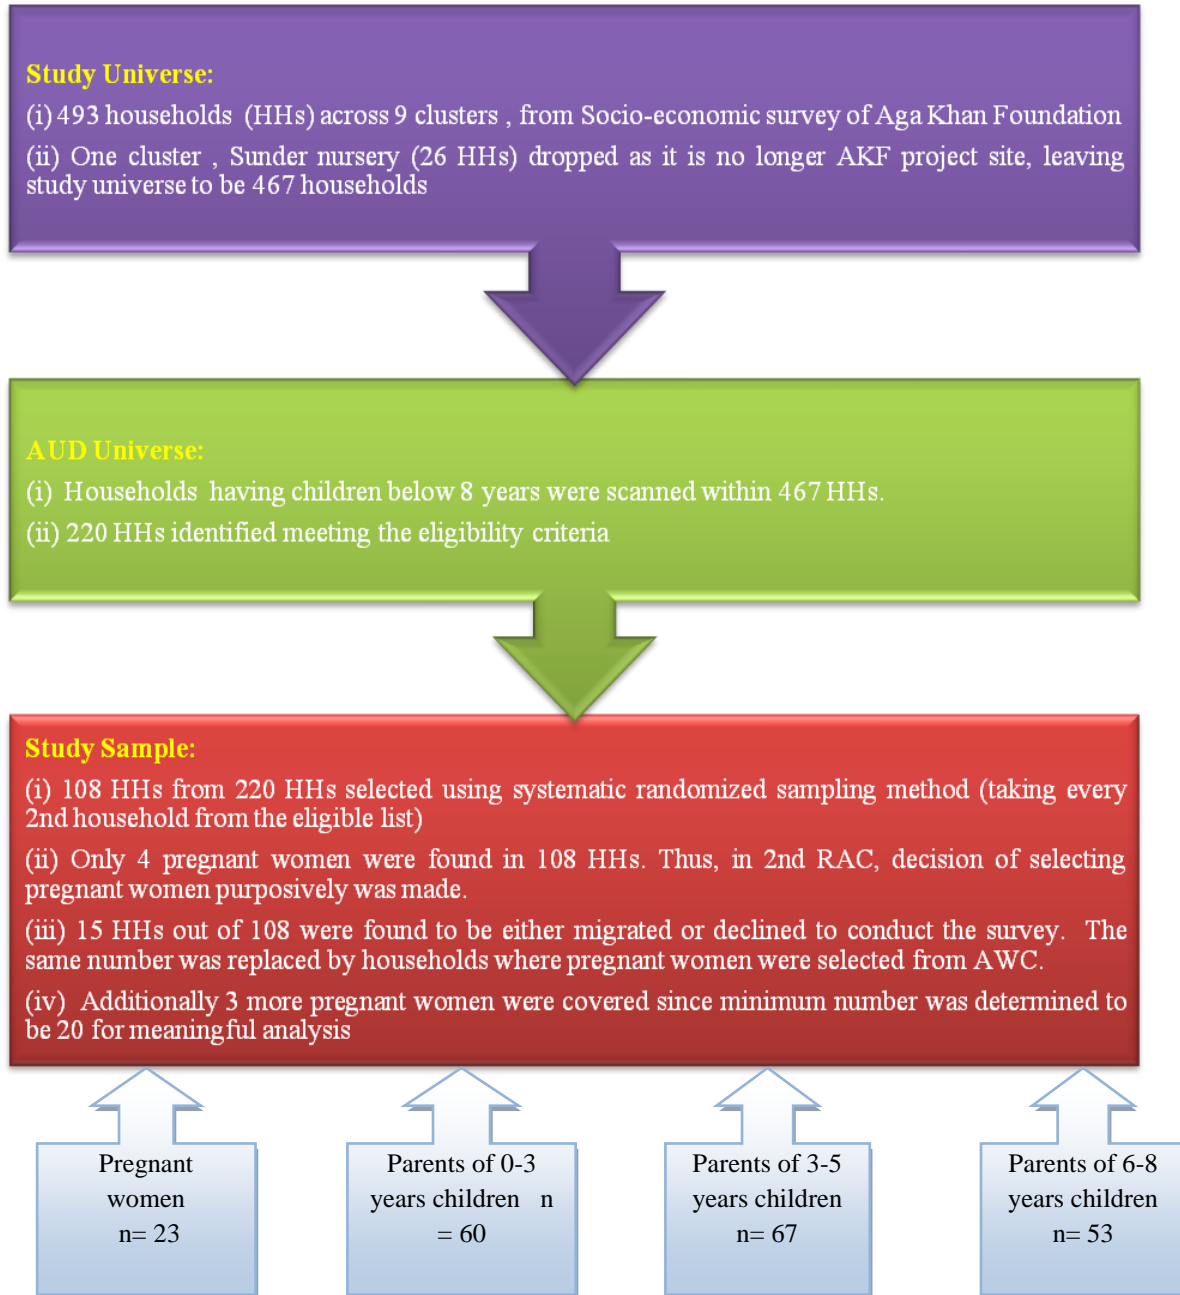 Study Universe:
(i) 493 households (HHs) across 9 clusters , from Socio-economic survey of Aga Khan Foundation
(ii) One cluster , Sunder nursery (26 HHs) dropped as it is no longer AKF project site, leaving
study universe to be 467 households
AUD Universe:
(i) Households having children below 8 years were scanned within 467 HHs.
(ii) 220 HHs identified meeting the eligibility criteria
Study Sample:
(i) 108 HHs from 220 HHs selected using systematic randomized sampling method (taking every
2nd household from the eligible list)
(ii) Only 4 pregnant women were found in 108 HHs. Thus, in 2nd RAC, decision of selecting
pregnant women purposively was made.
(iii) 15 HHs out of 108 were found to be either migrated or declined to conduct the survey. The
same number was replaced by households where pregnant women were selected from AWC.
(iv) Additionally 3 more pregnant women were covered since minimum number was determined to
be 20 for meaningful analysis
Pregnant
women
n= 23
Parents of 0-3
years children n
= 60
Parents of 3-5
years children
n= 67
Parents of 6-8
years children
n= 53